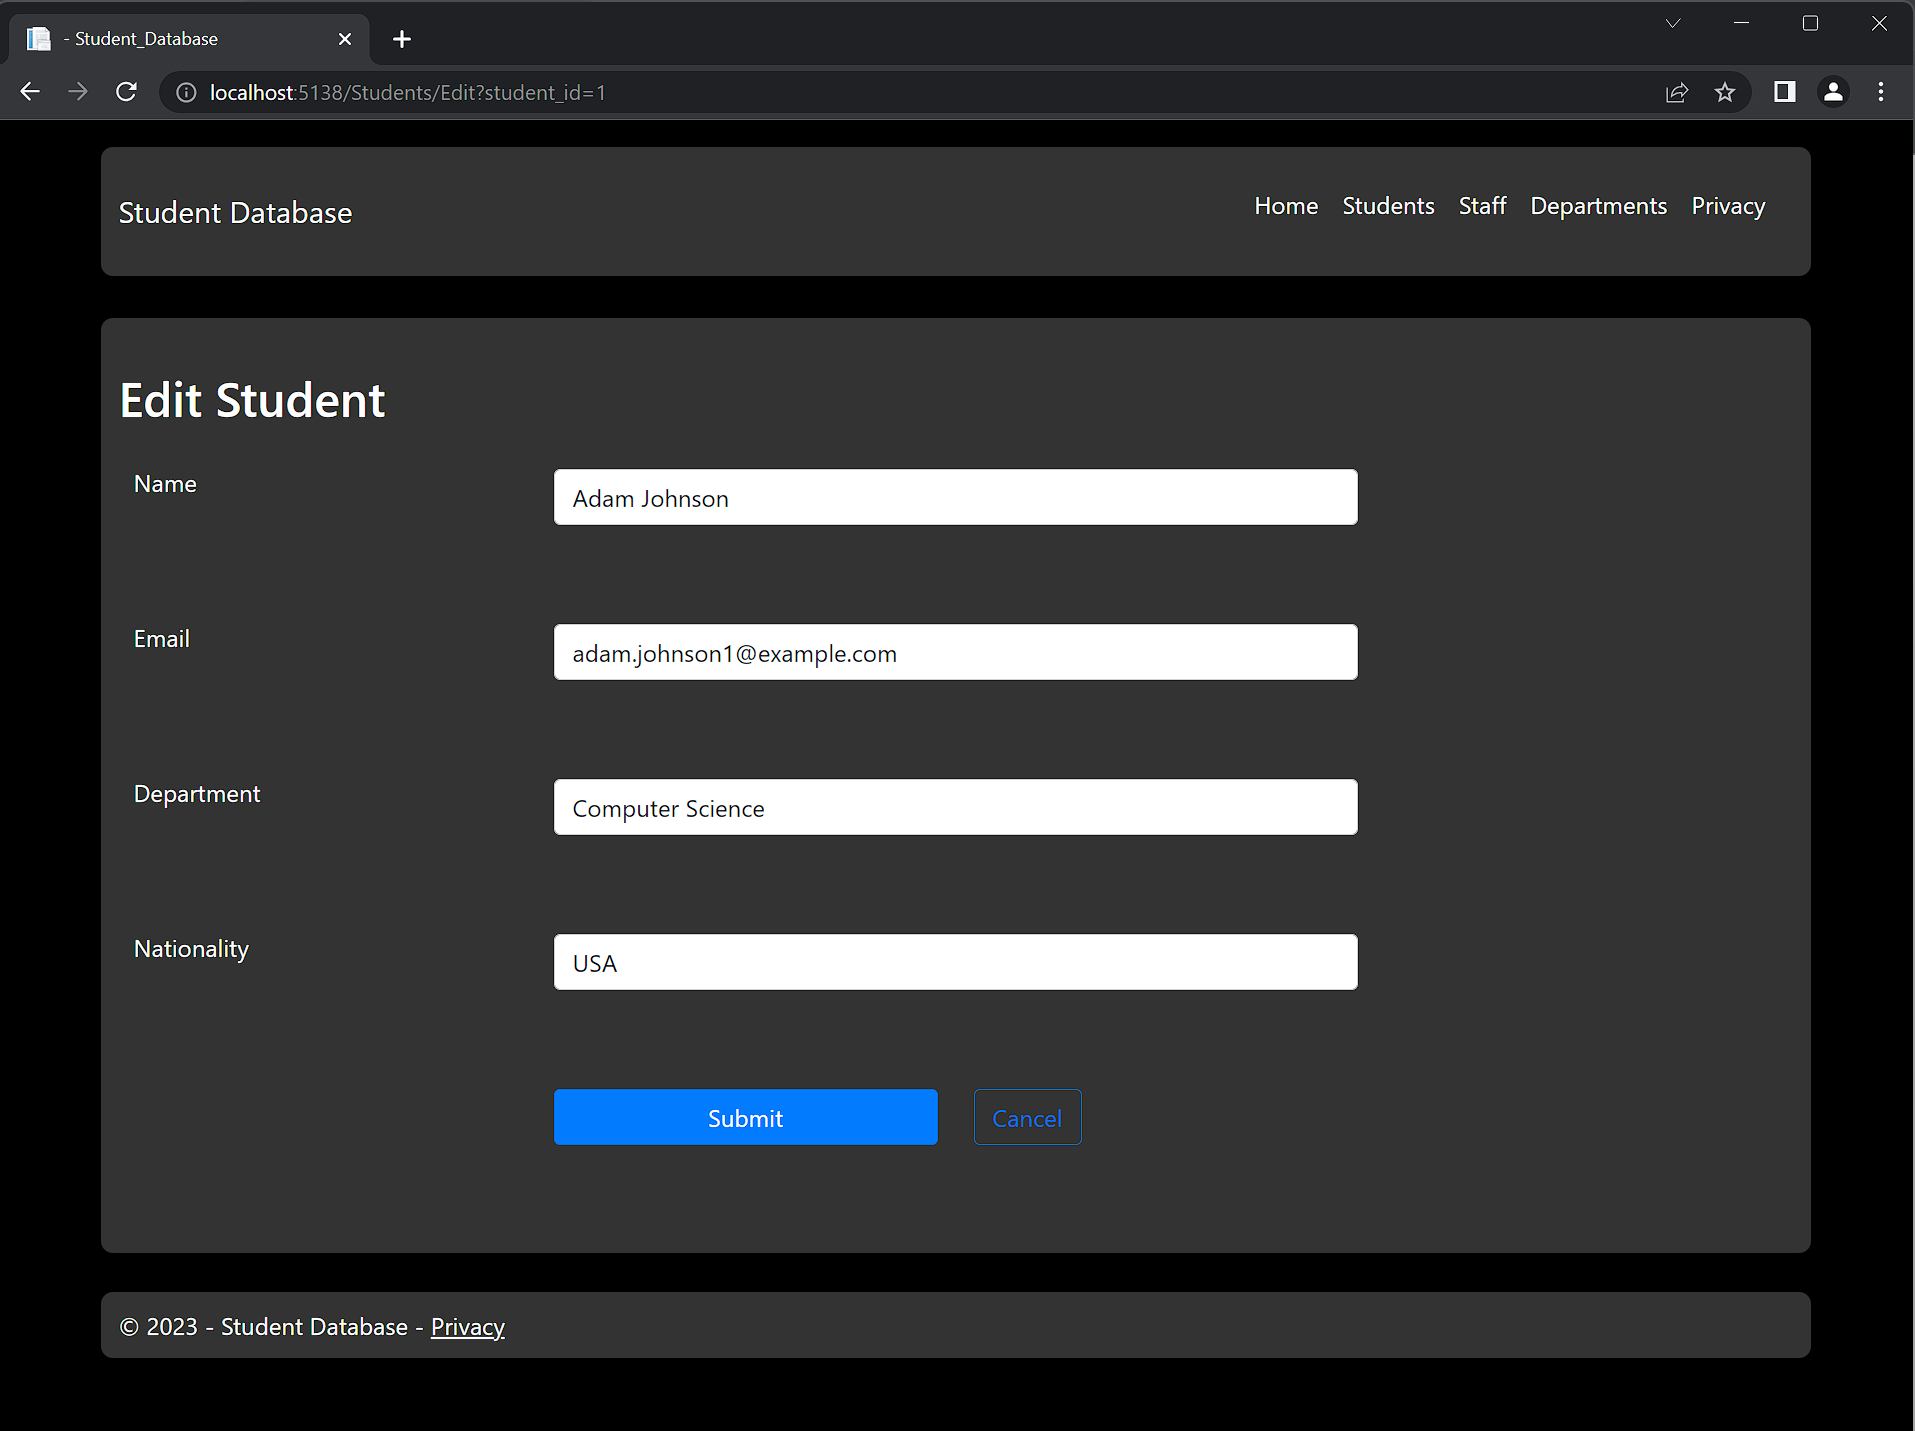 - Student_Database
localhost:5138/Students/Edit?student_id=1
Student Database
Home Students Staff Departments Privacy
Edit Student
Name
Adam Johnson
Email
adam.johnson1@example.com
Department
Computer Science
Nationality
USA
Submit Cancel
© 2023 - Student Database - Privacy